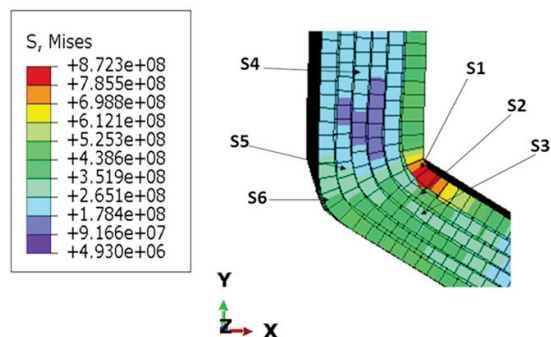 S, Mises
+8.723e+08
+7.855e+08
+6.988e+08
+6.121e+08
+5.253e+08
+4.386e+08
+3.519e+08
+2.651e+08
+1.784e+08
+9.166e+07
+4.930e+06
S4
S1
S2
S3
S5
S6
Y
Z
X